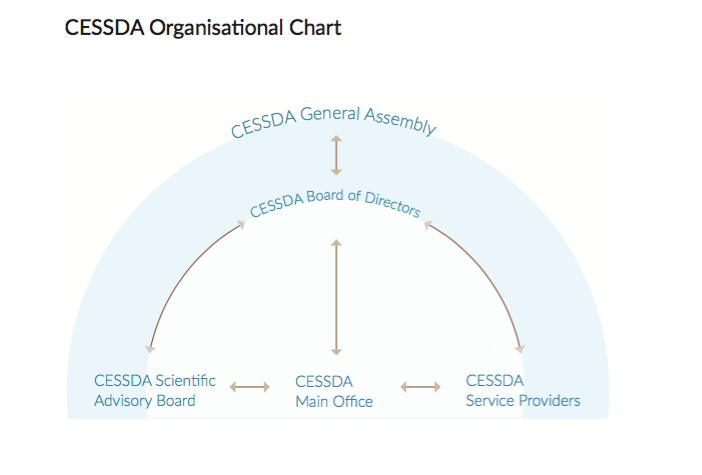 CESSDA Organisational Chart
CESSDA General Assembly
CESSDA Board of Directors
CESSDA Scientific
Advisory Board
CESSDA
Main Office
CESSDA
Service Providers